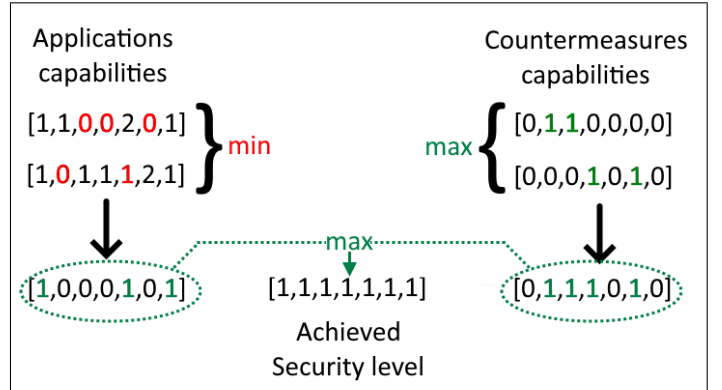 Applications
capabilities
Countermeasures
capabilities
[1,1,0,0,2,0,1]
[1,0,1,1,1,2,1]
min
max
[0,1,1,0,0,0,0]
[0,0,0,1,0,1,0]
max
[1,0,0,0,1,0,1]
[1,1,1,1,1,1,1]
[0,1,1,1,0,1,0]
Achieved
Security level